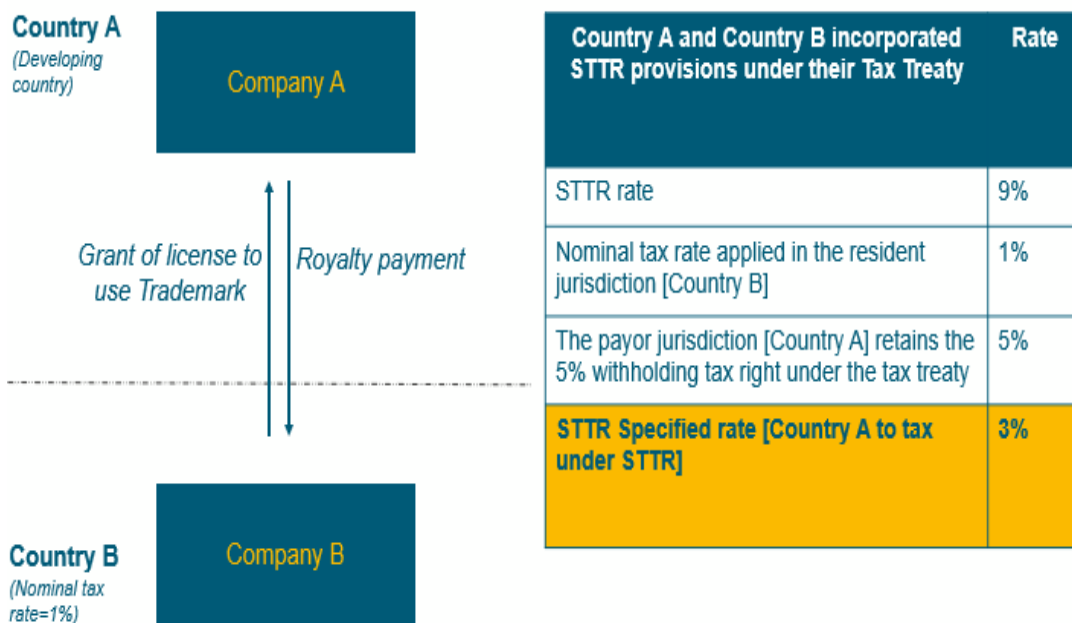 Country A
(Developing
country)
Company A
Grant of license to
use Trademark
Royalty payment
Country B
(Nominal tax
rate=1%)
Company B
Country A and Country B incorporated
STTR provisions under their Tax Treaty
Rate
STTR rate
9%
Nominal tax rate applied in the resident
jurisdiction [Country B]
1%
The payor jurisdiction [Country A] retains the
5% withholding tax right under the tax treaty
5%
STTR Specified rate [Country A to tax
under STTR]
3%